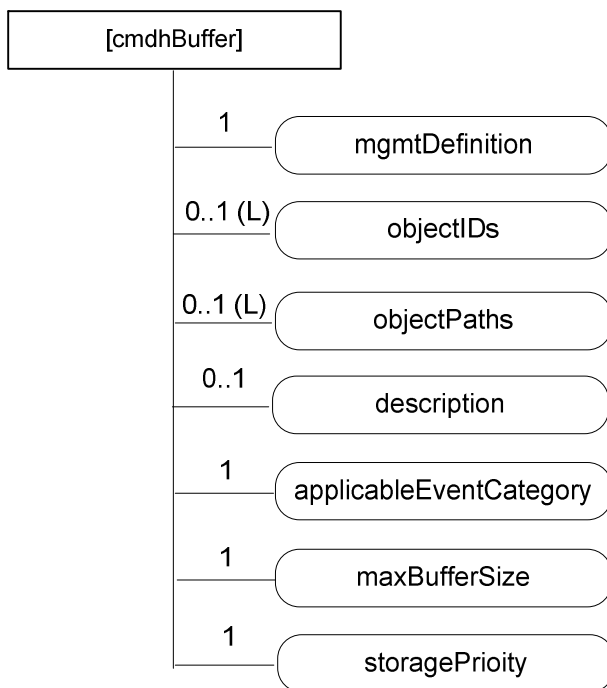 [cmdhBuffer]
1
mgmtDefinition
0..1 (L)
objectIDs
0..1 (L)
objectPaths
0..1
description
1
applicableEventCategory
1
maxBufferSize
1
storagePrioity